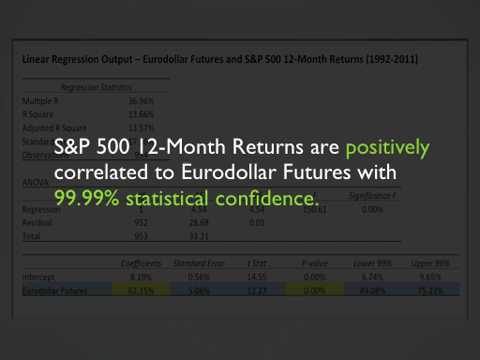 Linear Regression Output – Eurodollar Futures and S&P 500 12-Month Returns (1992-2011)
Regression Statistics
Multiple R 36.96%
R Square 13.66%
Adjusted R Square 13.57%
Standard
Observations
S&P 500 12-Month Returns are positively
correlated to Eurodollar Futures with
99.99% statistical confidence.
ANOVA
F Significance F
Regression 1 4.54 4.54 150.61 0.00%
Residual 952 28.68 0.03
Total 953 33.21
Coefficients Standard Error t Stat P-value Lower 99% Upper 99%
Intercept 8.19% 0.56% 14.55 0.00% 6.74% 9.65%
Eurodollar Futures 62.15% 5.06% 12.27 0.00% 49.08% 75.22%